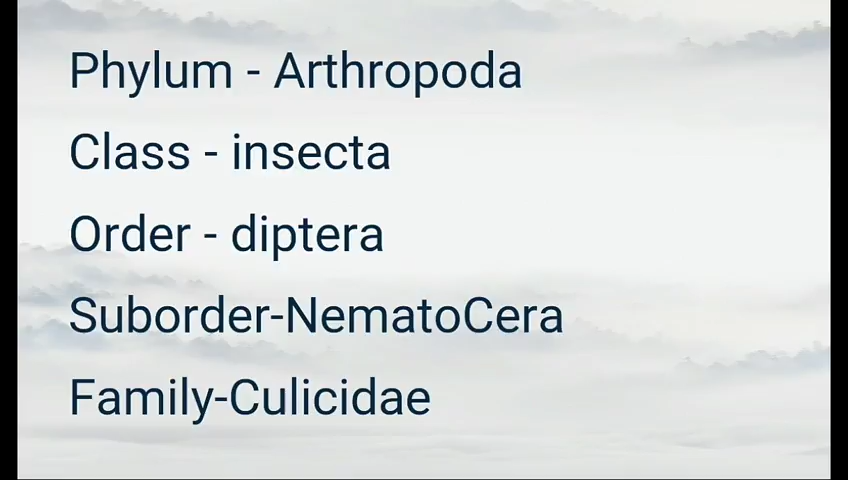 Phylum - Arthropoda
Class - insecta
Order - diptera
Suborder-NematoCera
Family-Culicidae